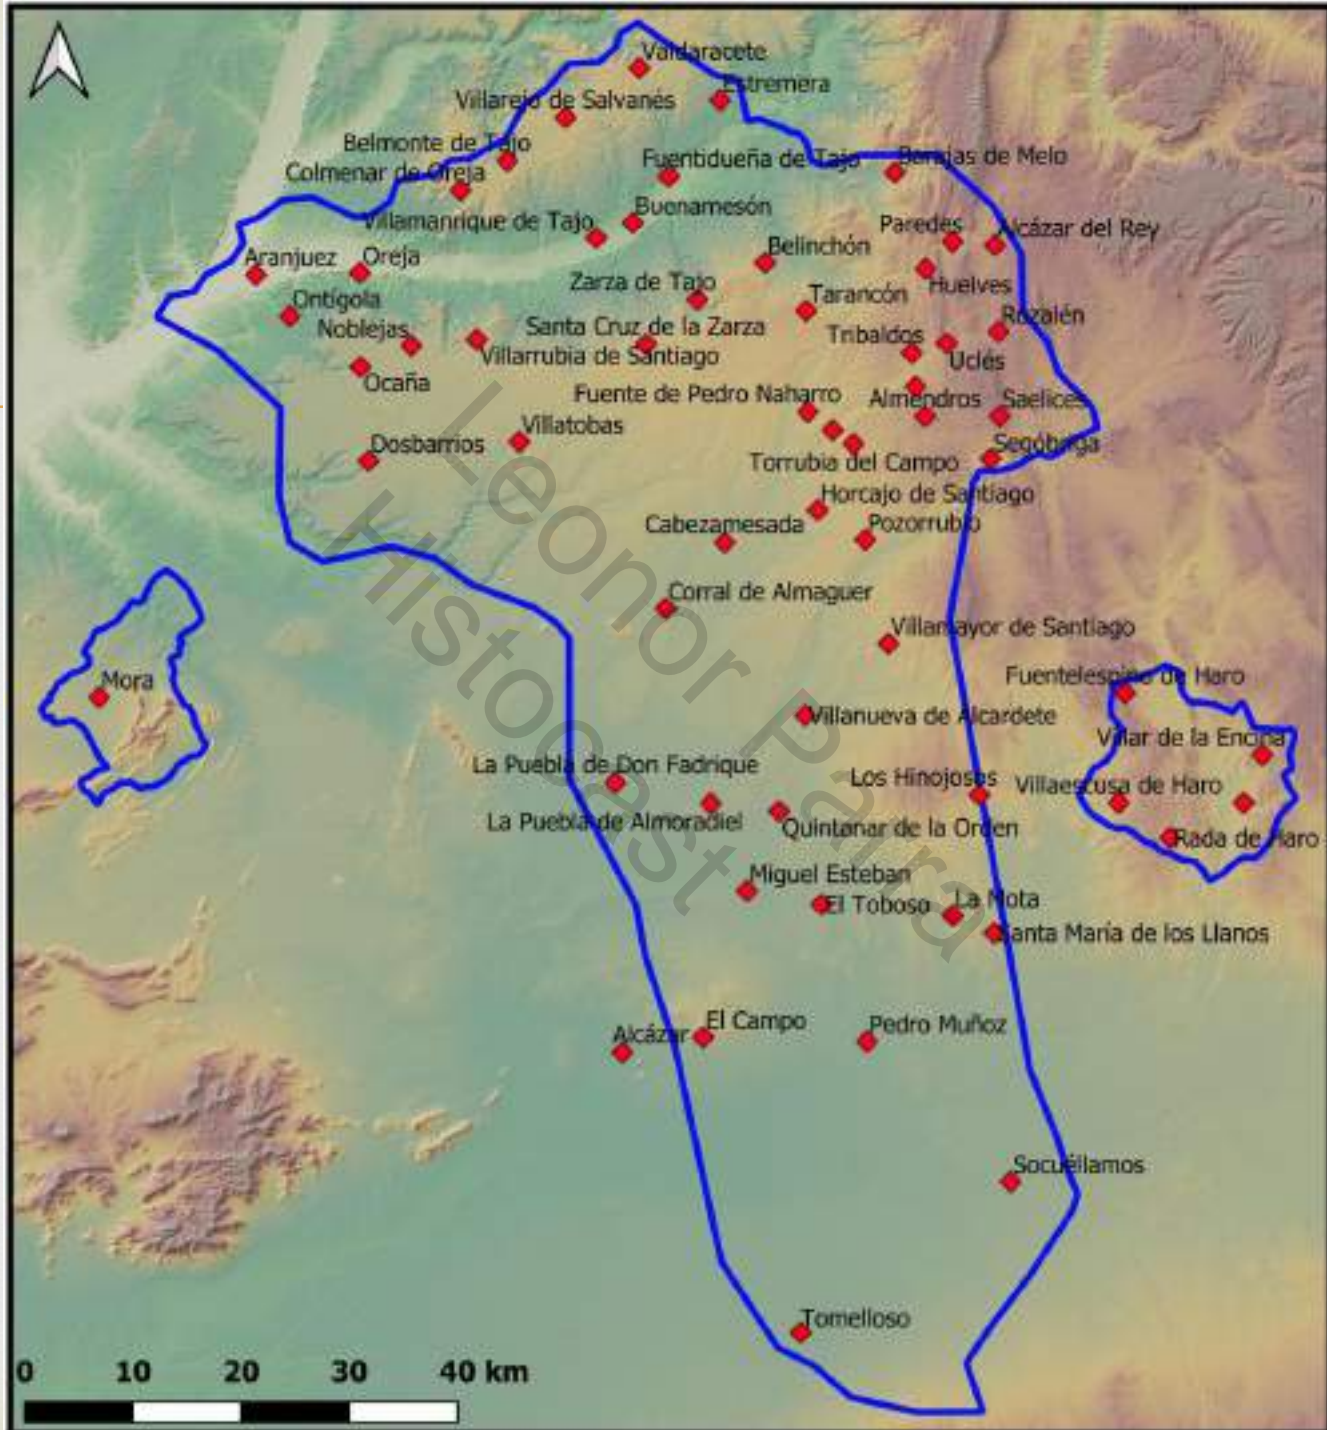 Valdaracete
Estremera
Villarejo de Salvanés
Belmonte de Tajo
Fuentidueña de Tajo
Barajas de Melo
Colmenar de Oreja
Buenamesón
Villamanrique de Tajo
Paredes
Alcázar del Rey
Belinchón
Aranjuez
Oreja
Zarza de Tajo
Huelves
Ontígola
Tarancón
Rozalén
Noblejas
Santa Cruz de la Zarza
Tribaldos
Villarrubia de Santiago
Uclés
Ocaña
Fuente de Pedro Naharro
Almendros
Saelices
Villatobas
Dosbarrios
Segóbriga
Torrubia del Campo
Horcajo de Santiago
Cabezamesada
Pozorrubio
Corral de Almaguer
Villamayor de Santiago
Fuentelespino de Haro
Mora
Villanueva de Alcardete
Villar de la Encina
La Puebla de Don Fadrique
Los Hinojosos
Villaescusa de Haro
La Puebla de Almoradiel
Quintanar de la Orden
Rada de Haro
Miguel Esteban
El Toboso
La Mota
Santa María de los Llanos
Alcázar
El Campo
Pedro Muñoz
Socuéllamos
Tomelloso
0 10 20 30 40 km
Leonor Parra
Histocast